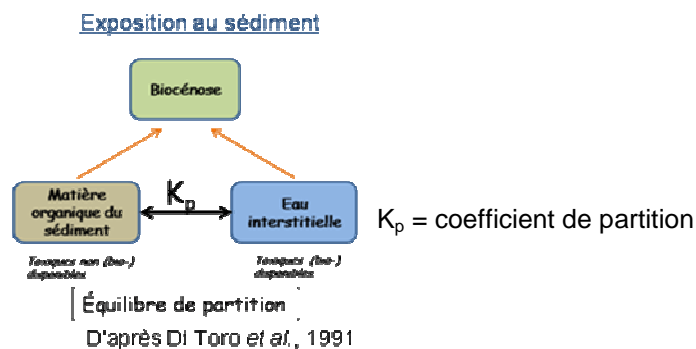 Exposition au sédiment
Biocénose
Matière
organique du
sédiment
Kp
Eau
interstitielle
Kp = coefficient de partition
Toxiques non (bio-)
disponibles
Toxiques (bio-)
disponibles
[ Équilibre de partition ]
D'après Di Toro et al., 1991